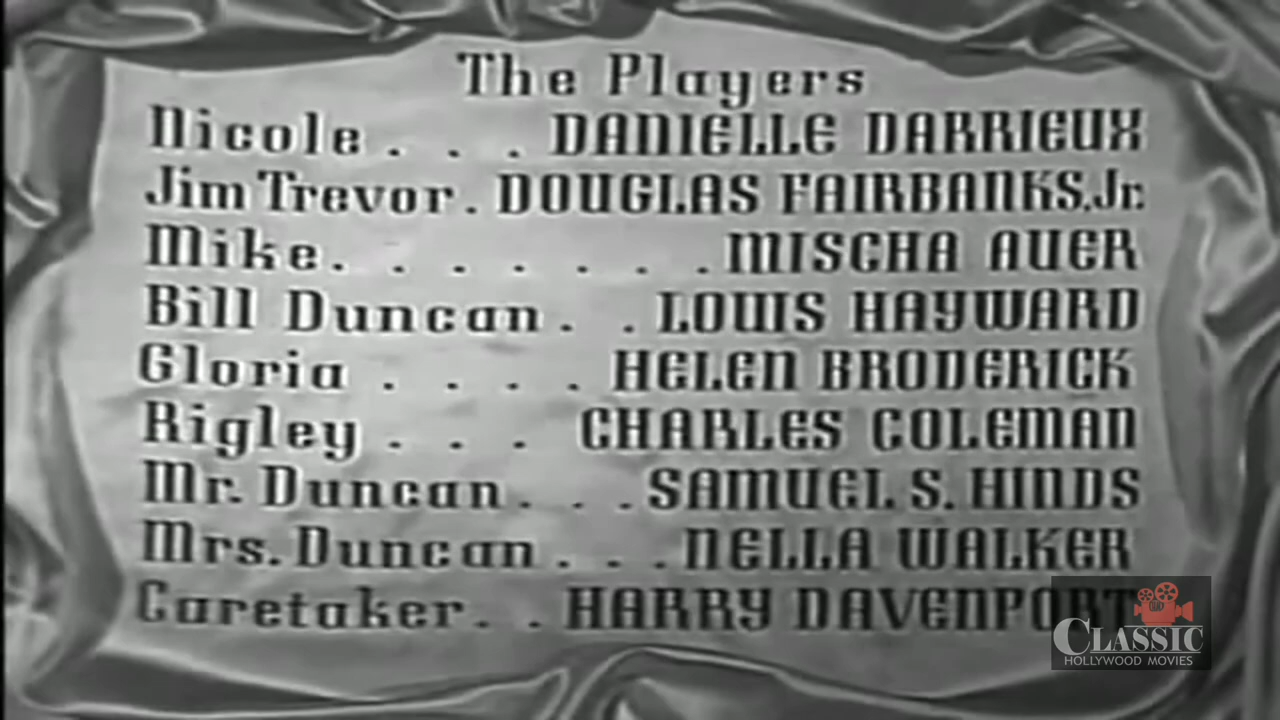 The Players
Nicole . . . DANIELLE DARRIEUX
Jim Trevor . DOUGLAS FAIRBANKS, Jr.
Mike . . . . . . . MISCHA AUER
Bill Duncan . . LOUIS HAYWARD
Gloria . . . . HELEN BRODERICK
Rigley . . . CHARLES COLEMAN
Mr. Duncan . . . SAMUEL S. HINDS
Mrs. Duncan . . . NELLA WALKER
Caretaker . . HARRY DAVENPORT
CLASSIC
HOLLYWOOD MOVIES